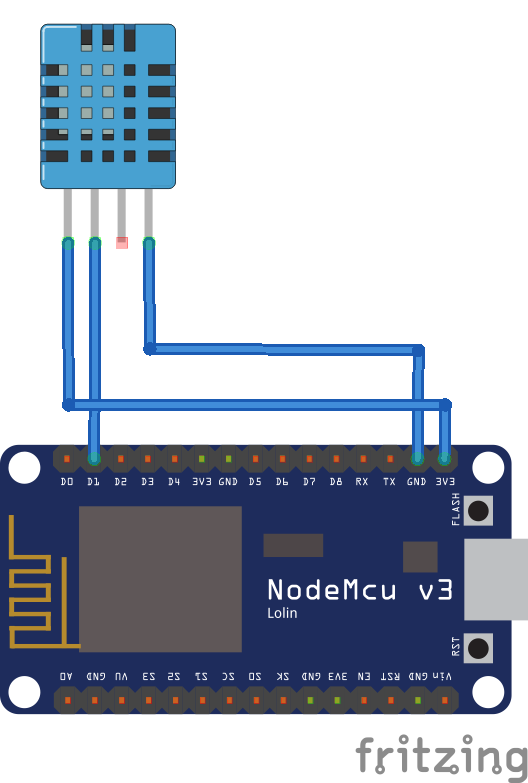 D0 D1 D2 D3 D4 3V3 GND D5 D6 D7 D8 RX TX GND 3V3
FLASH
NodeMcu v3
Lolin
RST
A0 GND VU S3 S2 S1 SC S0 SK GND 3V3 EN RST GND Vin
fritzing